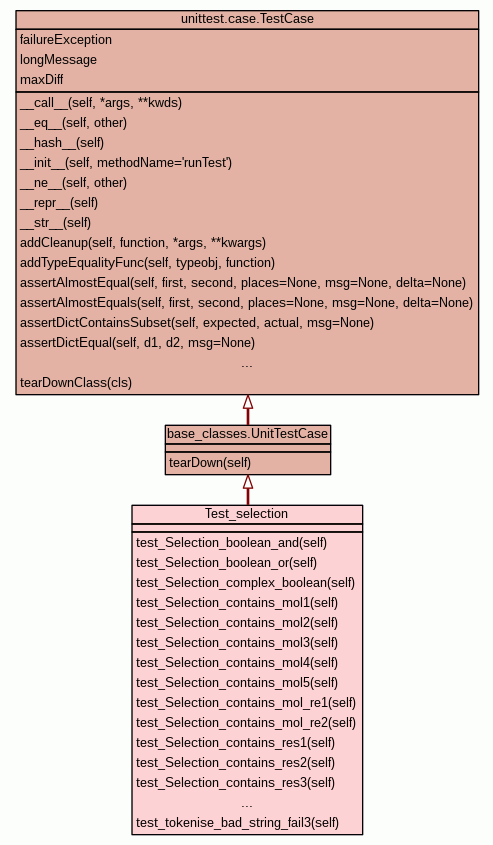 unittest.case.TestCase
failureException
longMessage
maxDiff
__call__(self, *args, **kwds)
__eq__(self, other)
__hash__(self)
__init__(self, methodName='runTest')
__ne__(self, other)
__repr__(self)
__str__(self)
addCleanup(self, function, *args, **kwargs)
addTypeEqualityFunc(self, typeobj, function)
assertAlmostEqual(self, first, second, places=None, msg=None, delta=None)
assertAlmostEquals(self, first, second, places=None, msg=None, delta=None)
assertDictContainsSubset(self, expected, actual, msg=None)
assertDictEqual(self, d1, d2, msg=None)
...
tearDownClass(cls)
base_classes.UnitTestCase
tearDown(self)
Test_selection
test_Selection_boolean_and(self)
test_Selection_boolean_or(self)
test_Selection_complex_boolean(self)
test_Selection_contains_mol1(self)
test_Selection_contains_mol2(self)
test_Selection_contains_mol3(self)
test_Selection_contains_mol4(self)
test_Selection_contains_mol5(self)
test_Selection_contains_mol_re1(self)
test_Selection_contains_mol_re2(self)
test_Selection_contains_res1(self)
test_Selection_contains_res2(self)
test_Selection_contains_res3(self)
...
test_tokenise_bad_string_fail3(self)